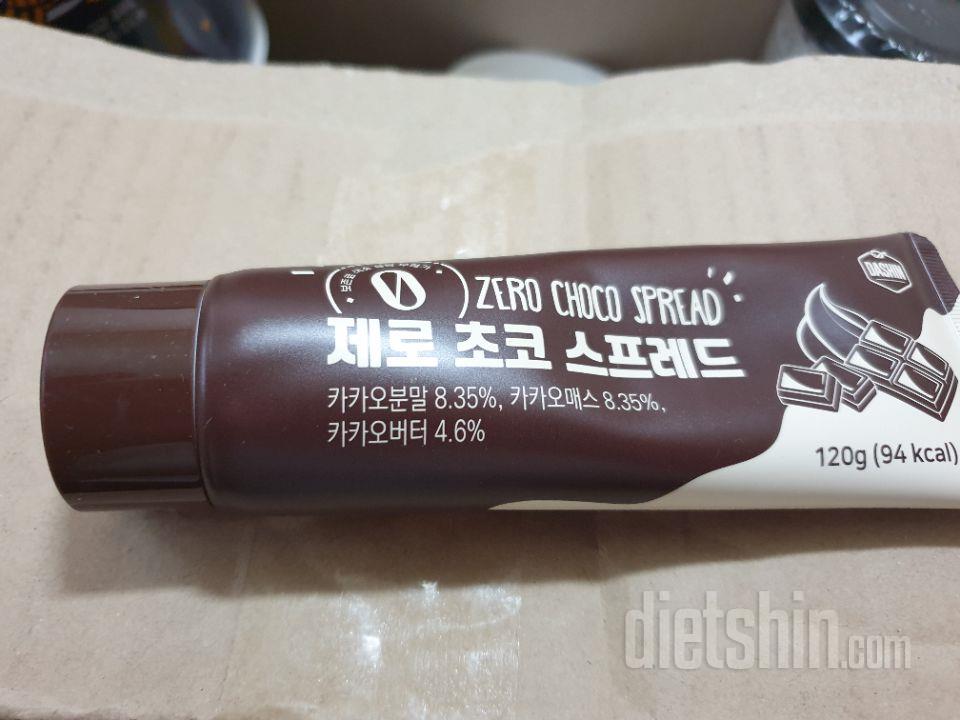 ZERO CHOCO SPREAD
제로 초코 스프레드
카카오분말 8.35%, 카카오매스 8.35%,
카카오버터 4.6%
DASHIN
120g (94 kcal)
dietshin.com